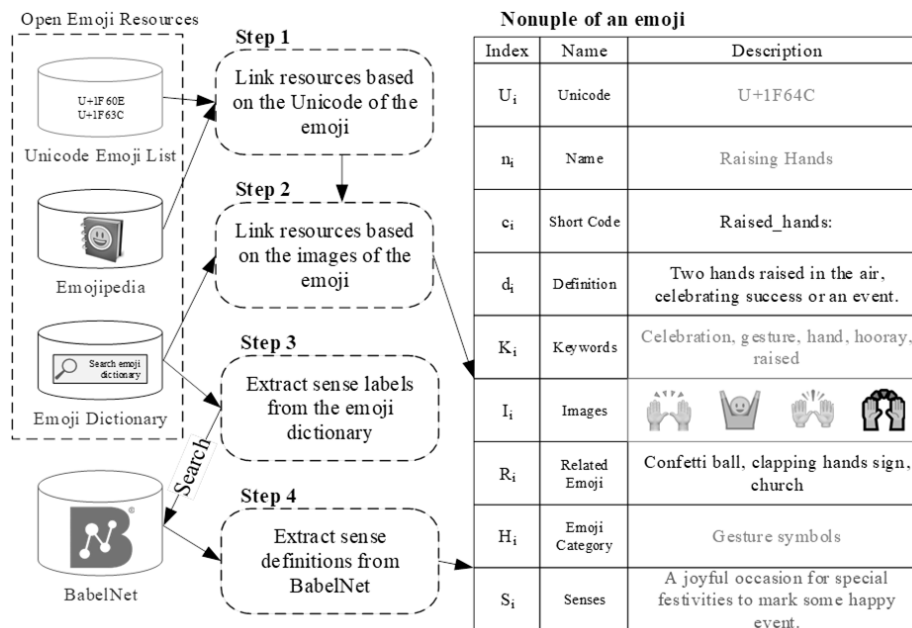 Open Emoji Resources
U+1F60E
U+1F63C
Unicode Emoji List
Emojipedia
Search emoji
dictionary
Emoji Dictionary
BabelNet
Step 1
Link resources based
on the Unicode of the
emoji
Step 2
Link resources based
on the images of the
emoji
Step 3
Extract sense labels
from the emoji
dictionary
Search
Step 4
Extract sense
definitions from
BabelNet
Nonuple of an emoji
Index Name Description
Ui Unicode U+1F64C
ni Name Raising Hands
ci Short Code Raised_hands:
di Definition Two hands raised in the air,
celebrating success or an event.
Ki Keywords Celebration, gesture, hand, hooray,
raised
Ii Images
Ri Related
Emoji Confetti ball, clapping hands sign,
church
Hi Emoji
Category Gesture symbols
Si Senses A joyful occasion for special
festivities to mark some happy
event.